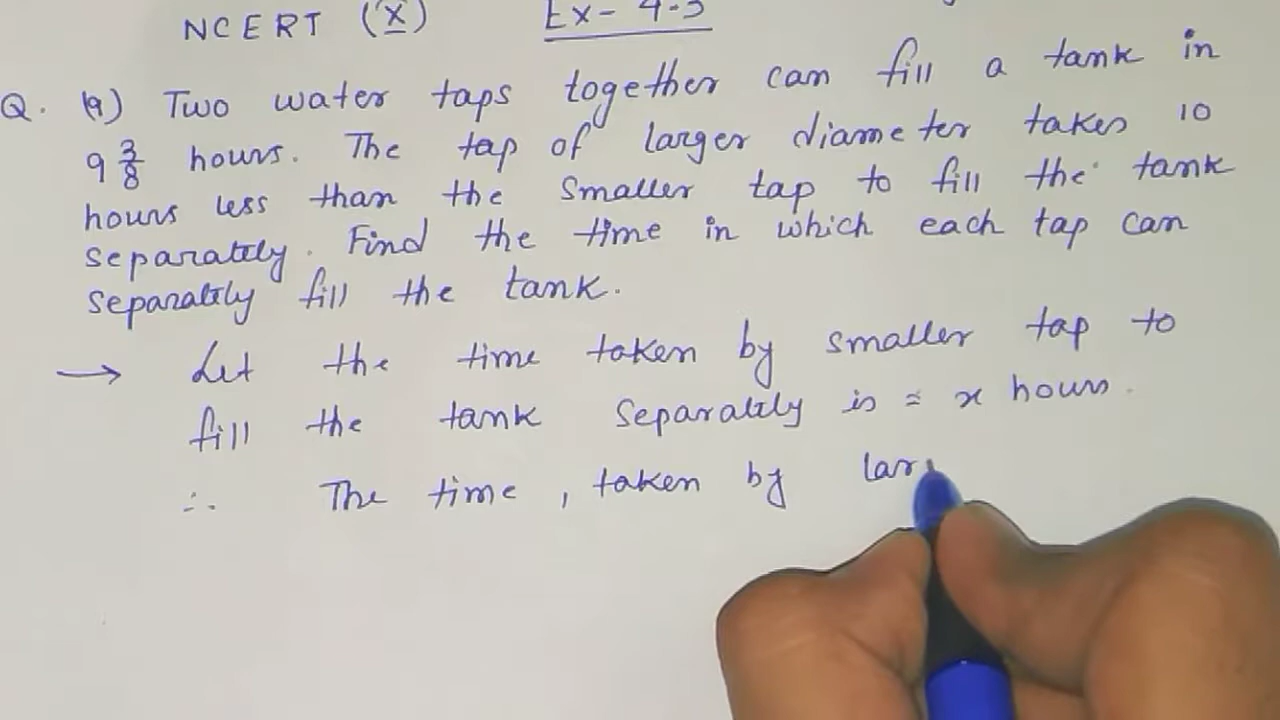 NCERT (X) Ex- 4.3
Q. (9) Two water taps together can fill a tank in
9 3/8 hours. The tap of larger diameter takes 10
hours less than the smaller tap to fill the tank
separately. Find the time in which each tap can
separately fill the tank.
→ Let the time taken by smaller tap to
fill the tank separately is = x hours.
∴ The time, taken by lar